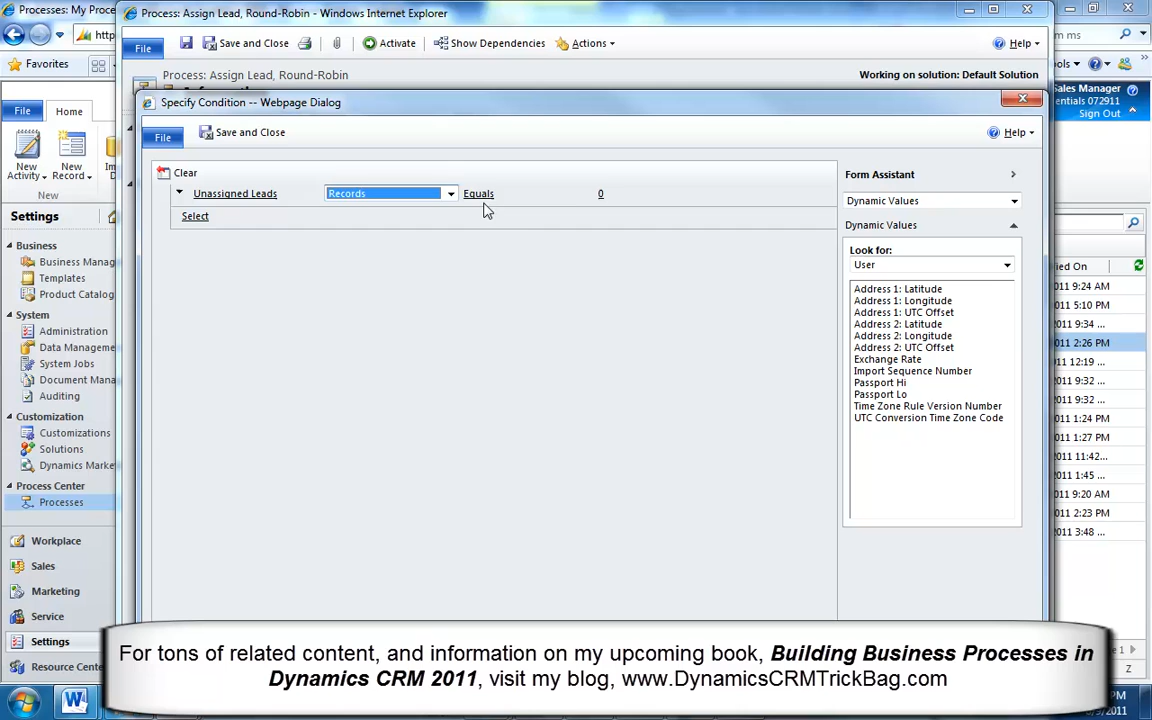 Processes: My Proce
Process: Assign Lead, Round-Robin - Windows Internet Explorer
http
ms
File
Save and Close
Activate
Show Dependencies
Actions
Help
Favorites
Process: Assign Lead, Round-Robin
Working on solution: Default Solution
Sales Manager
entials 072911
Sign Out
Specify Condition -- Webpage Dialog
File
Home
File
Save and Close
Help
New Activity
New Record
New
Clear
Unassigned Leads
Records
Equals
0
Select
Form Assistant
Dynamic Values
Dynamic Values
Look for:
User
Address 1: Latitude
Address 1: Longitude
Address 1: UTC Offset
Address 2: Latitude
Address 2: Longitude
Address 2: UTC Offset
Exchange Rate
Import Sequence Number
Passport Hi
Passport Lo
Time Zone Rule Version Number
UTC Conversion Time Zone Code
Settings
Business
Business Manag
Templates
Product Catalog
System
Administration
Data Manageme
System Jobs
Document Mana
Auditing
Customization
Customizations
Solutions
Dynamics Marke
Process Center
Processes
Workplace
Sales
Marketing
Service
Settings
Resource Cente
ied On
011 9:24 AM
011 5:10 PM
011 9:34 ...
011 2:26 PM
011 12:19 ...
011 9:32 ...
011 9:32 ...
011 1:24 PM
011 1:27 PM
011 11:42...
011 1:45 ...
011 9:20 AM
011 2:23 PM
011 3:48 ...
Z
For tons of related content, and information on my upcoming book, Building Business Processes in
Dynamics CRM 2011, visit my blog, www.DynamicsCRMTrickBag.com